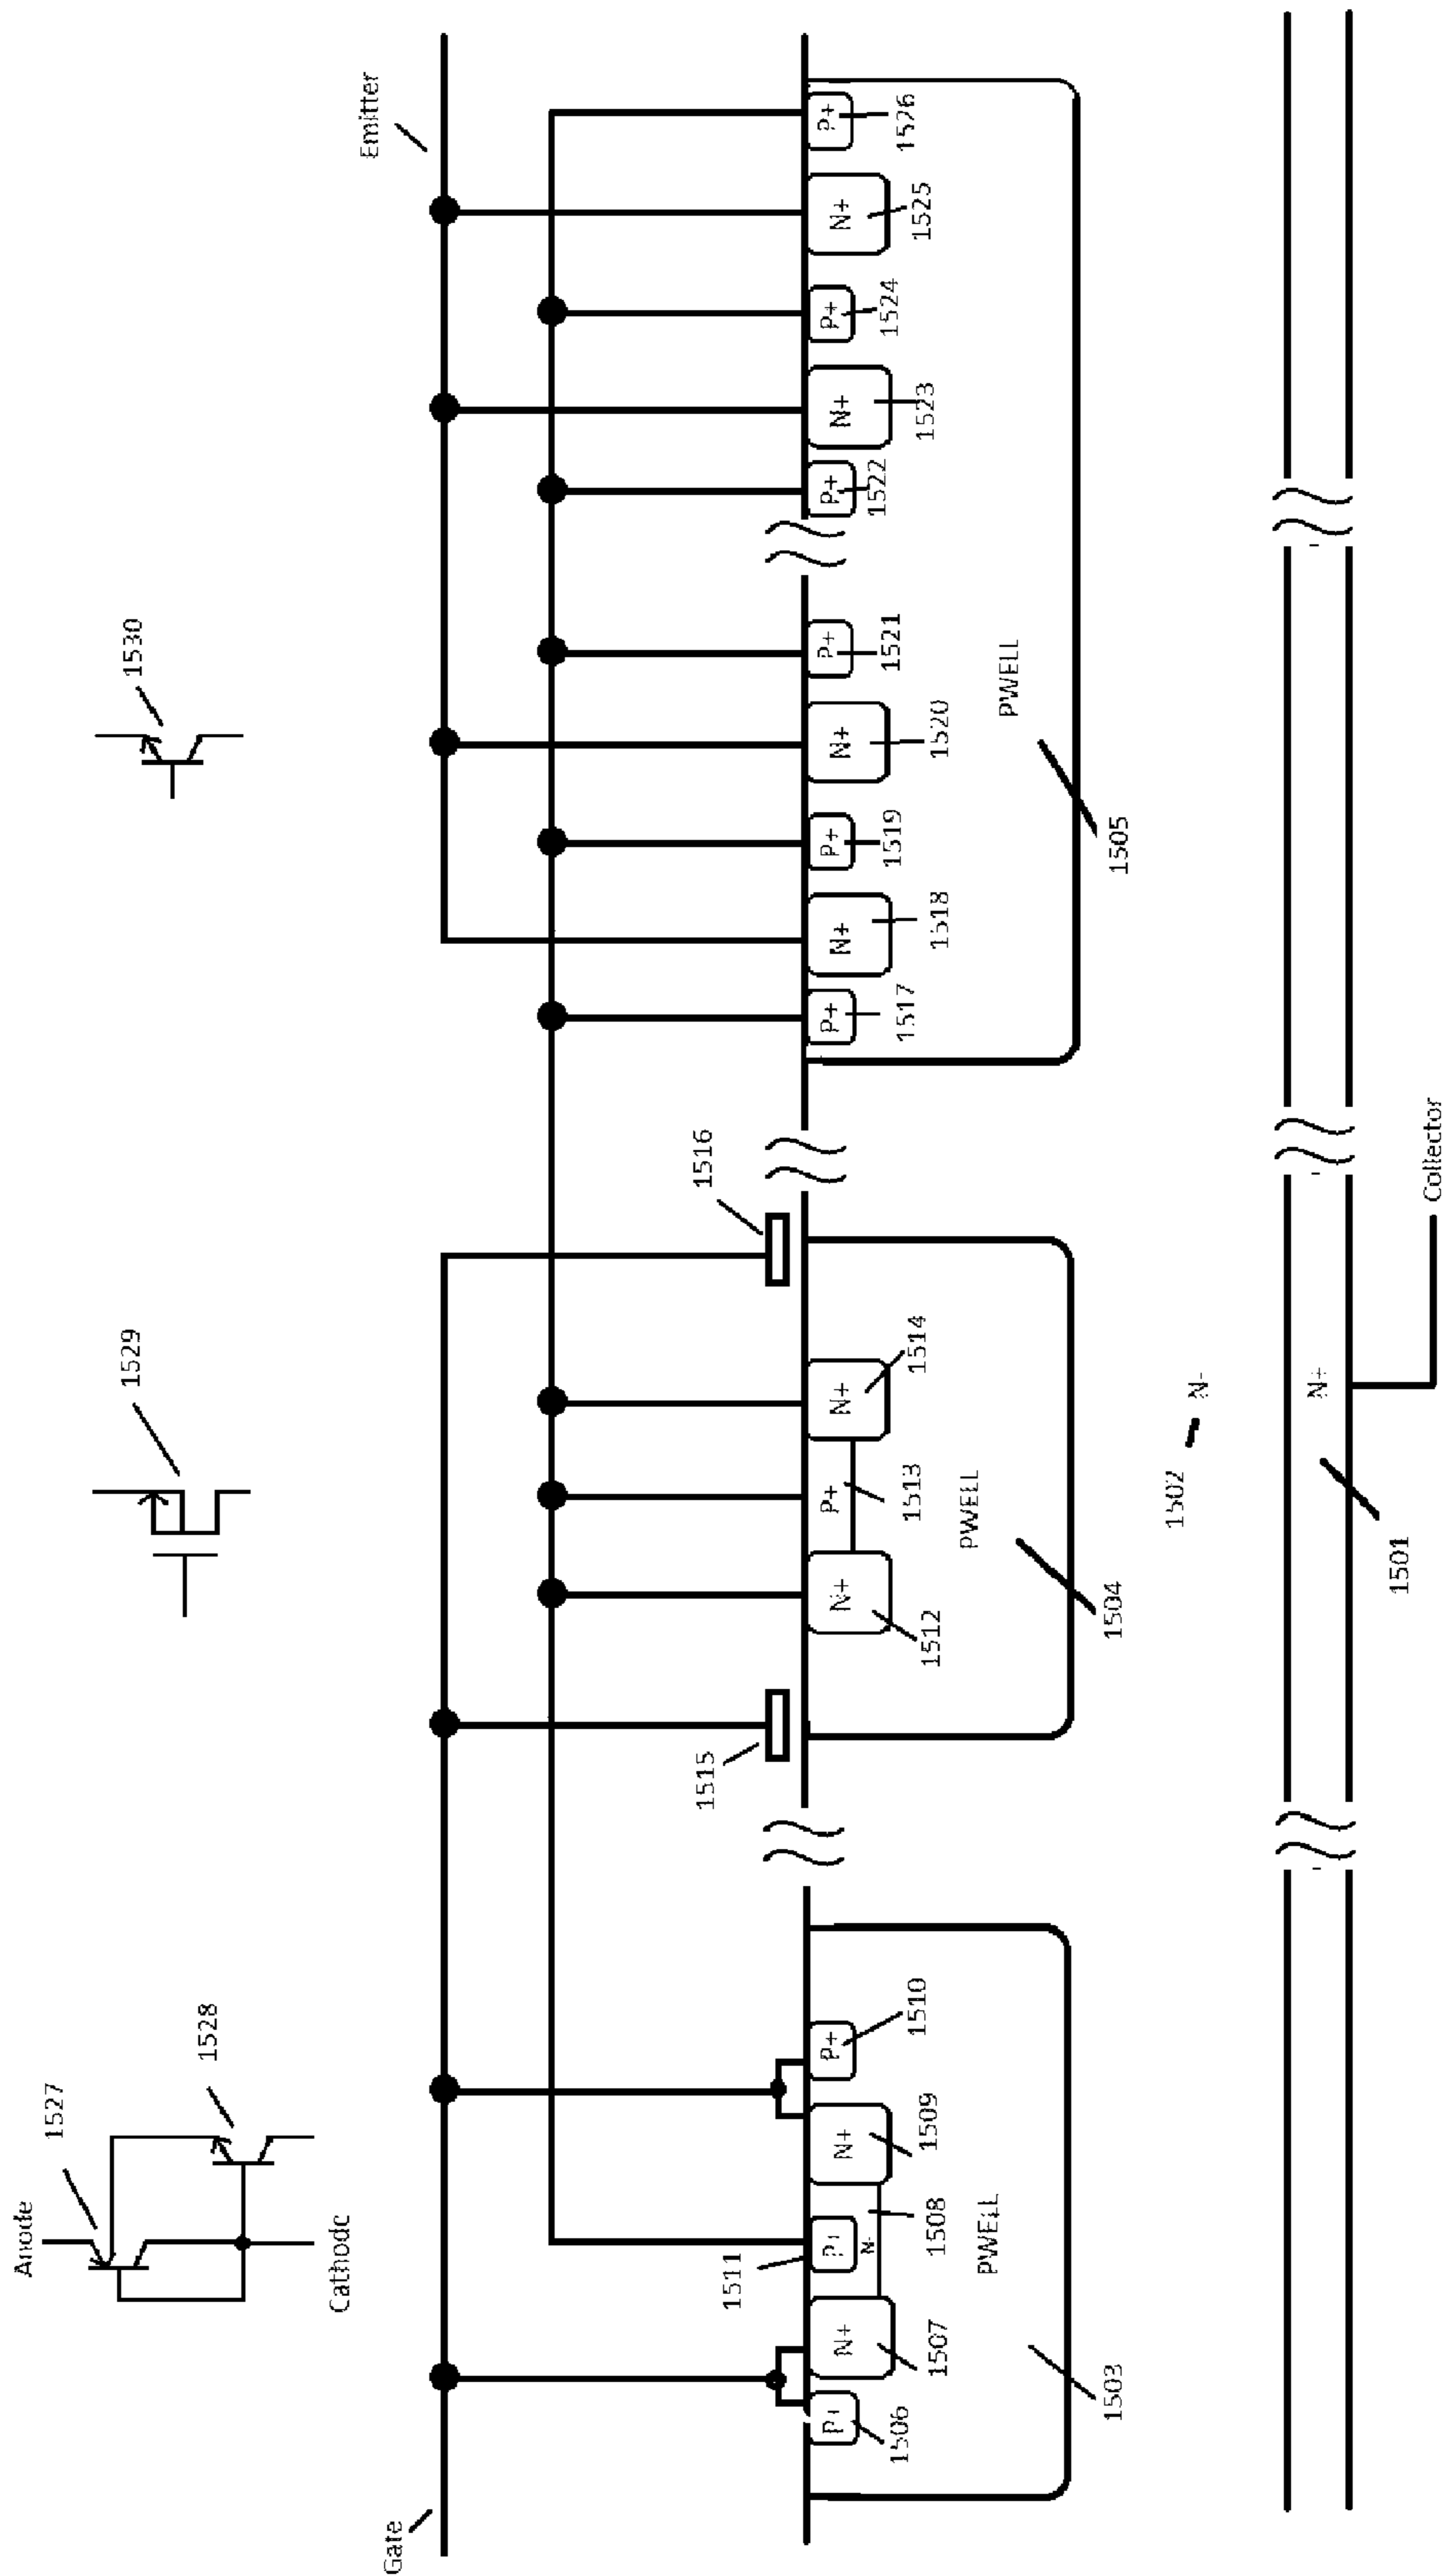 Anode
1527
1528
Cathode
1529
1530
Gate
Emitter
P+
1506
N+
1507
1511
P+
N-
1508
N+
1509
P+
1510
PWELL
1503
1515
N+
1512
P+
1513
N+
1514
1516
PWELL
1504
P+
1517
N+
1518
P+
1519
N+
1520
P+
1521
P+
1522
N+
1523
P+
1524
N+
1525
P+
1526
PWELL
1505
1502
N-
N+
1501
Collector